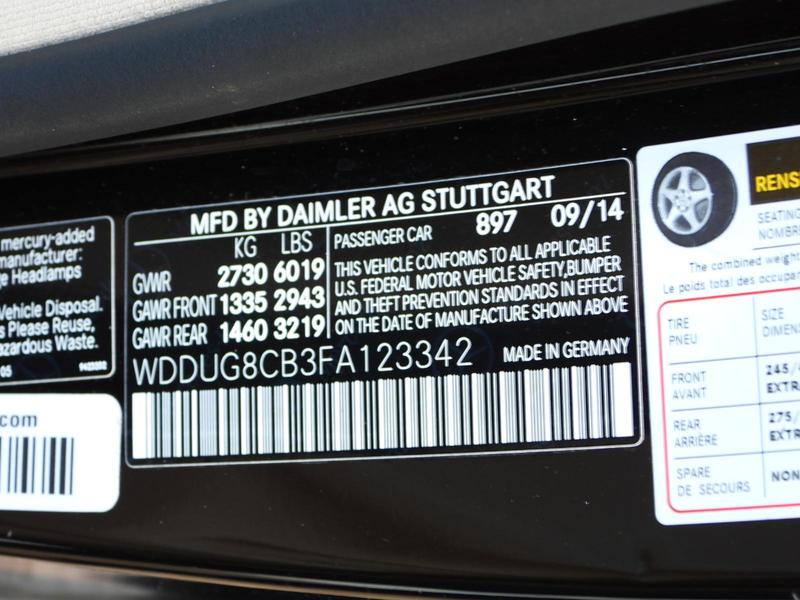 mercury-added
manufacturer:
Headlamps
Vehicle Disposal.
Please Reuse,
Hazardous Waste.
05
.com
MFD BY DAIMLER AG STUTTGART
KG LBS
GVWR 2730 6019
GAWR FRONT 1335 2943
GAWR REAR 1460 3219
PASSENGER CAR 897 09/14
THIS VEHICLE CONFORMS TO ALL APPLICABLE
U.S. FEDERAL MOTOR VEHICLE SAFETY,BUMPER
AND THEFT PREVENTION STANDARDS IN EFFECT
ON THE DATE OF MANUFACTURE SHOWN ABOVE
WDDUG8CB3FA123342 MADE IN GERMANY
RENS
SEATING
NOMBRE
The combined weight
Le poids total des occupa
TIRE
PNEU
SIZE
DIMEN
FRONT
AVANT
245/
EXTR
REAR
ARRIÈRE
275/
EXTR
SPARE
DE SECOURS
NON